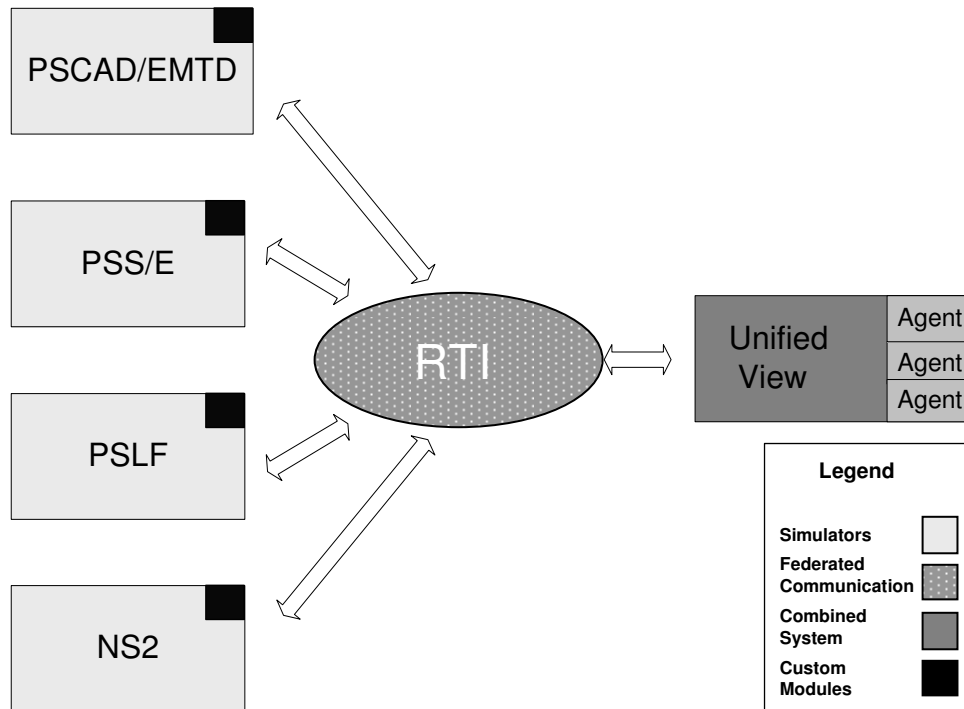 PSCAD/EMTD
PSS/E
PSLF
NS2
RTI
Unified
View
Agent
Agent
Agent
Legend
Simulators
Federated
Communication
Combined
System
Custom
Modules